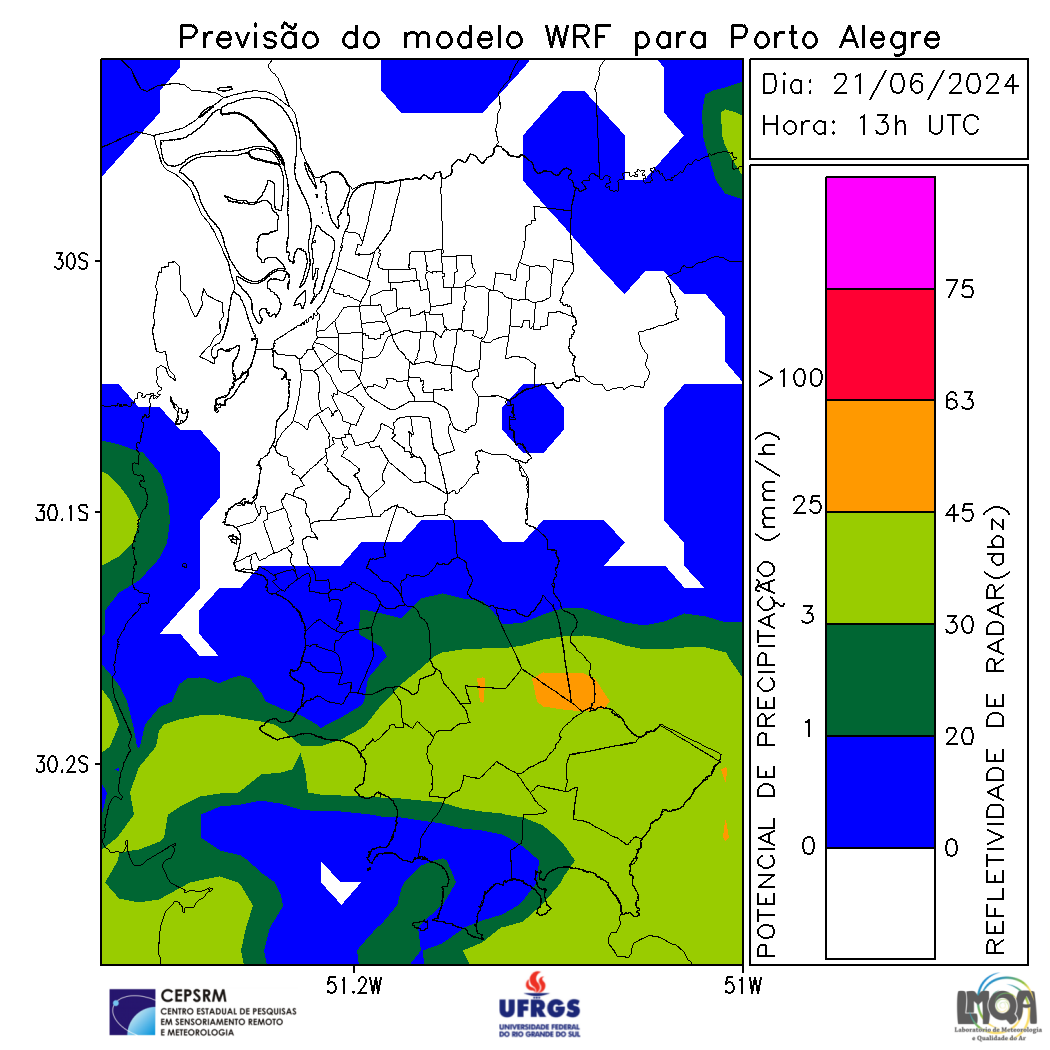 Previsão do modelo WRF para Porto Alegre
Dia: 21/06/2024
Hora: 13h UTC
30S
30.1S
30.2S
51.2W
51W
POTENCIAL DE PRECIPITAÇÃO (mm/h)
>100
25
3
1
0
75
63
45
30
20
0
REFLETIVIDADE DE RADAR(dbz)
CEPSRM
CENTRO ESTADUAL DE PESQUISAS
EM SENSORIAMENTO REMOTO
E METEOROLOGIA
UFRGS
UNIVERSIDADE FEDERAL
DO RIO GRANDE DO SUL
LMQA
Laboratório de Meteorologia
e Qualidade do Ar